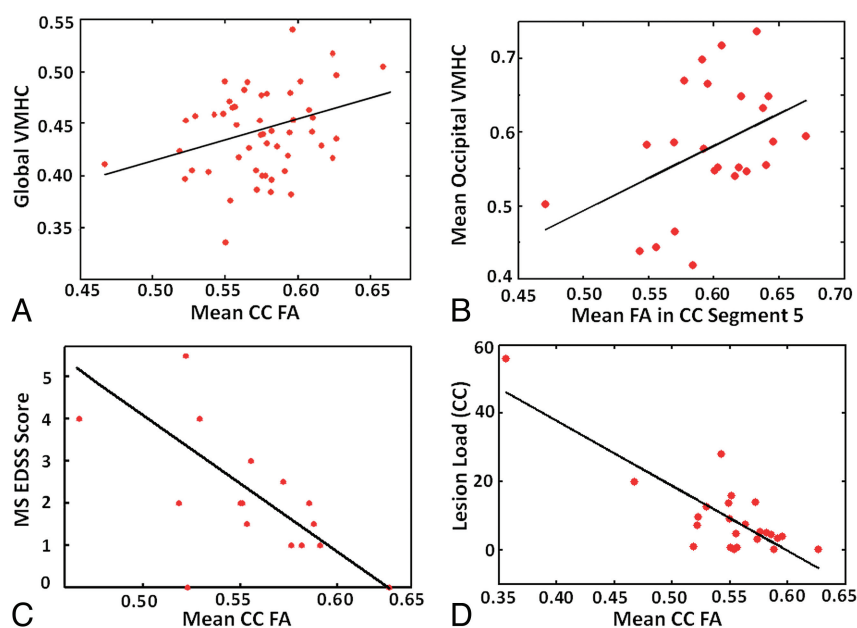 0.55
0.50
0.45
0.40
0.35
Global VMHC
0.45 0.50 0.55 0.60 0.65
Mean CC FA
A
0.7
0.6
0.5
0.4
Mean Occipital VMHC
0.45 0.50 0.55 0.60 0.65 0.70
Mean FA in CC Segment 5
B
5
4
3
2
1
0
MS EDSS Score
0.50 0.55 0.60 0.65
Mean CC FA
C
60
40
20
0
Lesion Load (CC)
0.35 0.40 0.45 0.50 0.55 0.60 0.65
Mean CC FA
D